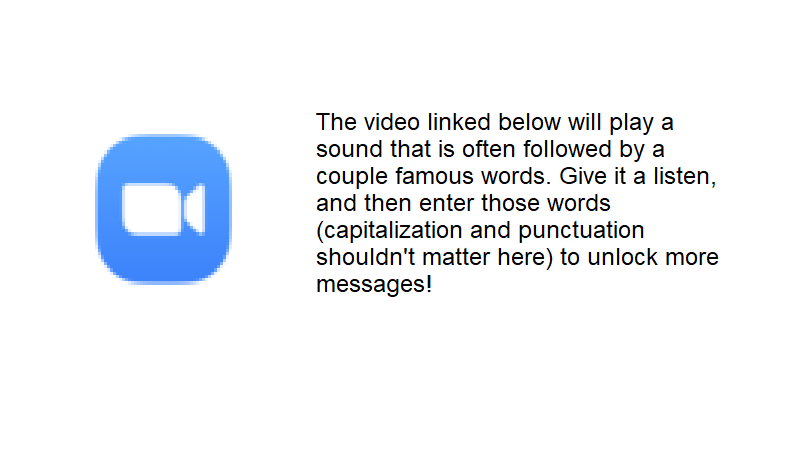 The video linked below will play a
sound that is often followed by a
couple famous words. Give it a listen,
and then enter those words
(capitalization and punctuation
shouldn't matter here) to unlock more
messages!